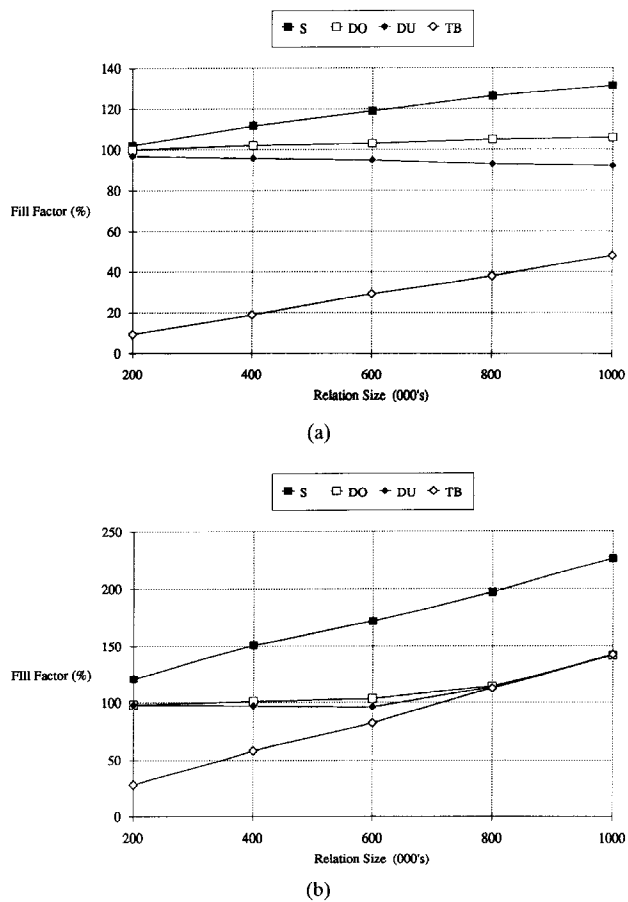 S DO DU TB
140
120
100
80
Fill Factor (%)
60
40
20
0
200 400 600 800 1000
Relation Size (000's)
(a)
S DO DU TB
250
200
150
FIll Factor (%)
100
50
0
200 400 600 800 1000
Relation Size (000's)
(b)